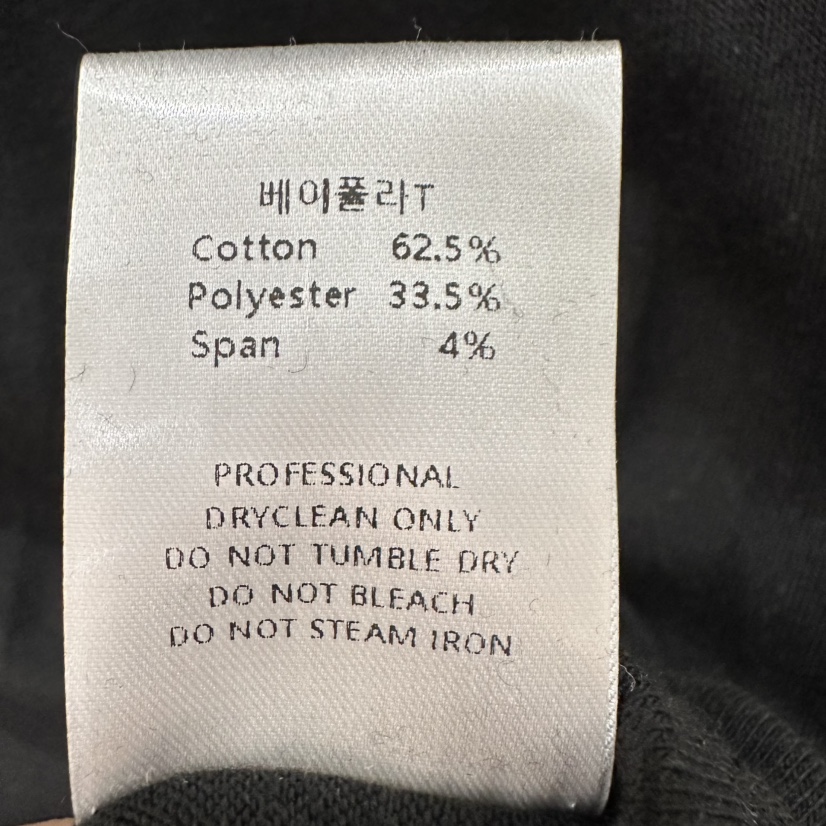 베이폴라T
Cotton 62.5%
Polyester 33.5%
Span 4%
PROFESSIONAL
DRYCLEAN ONLY
DO NOT TUMBLE DRY
DO NOT BLEACH
DO NOT STEAM IRON